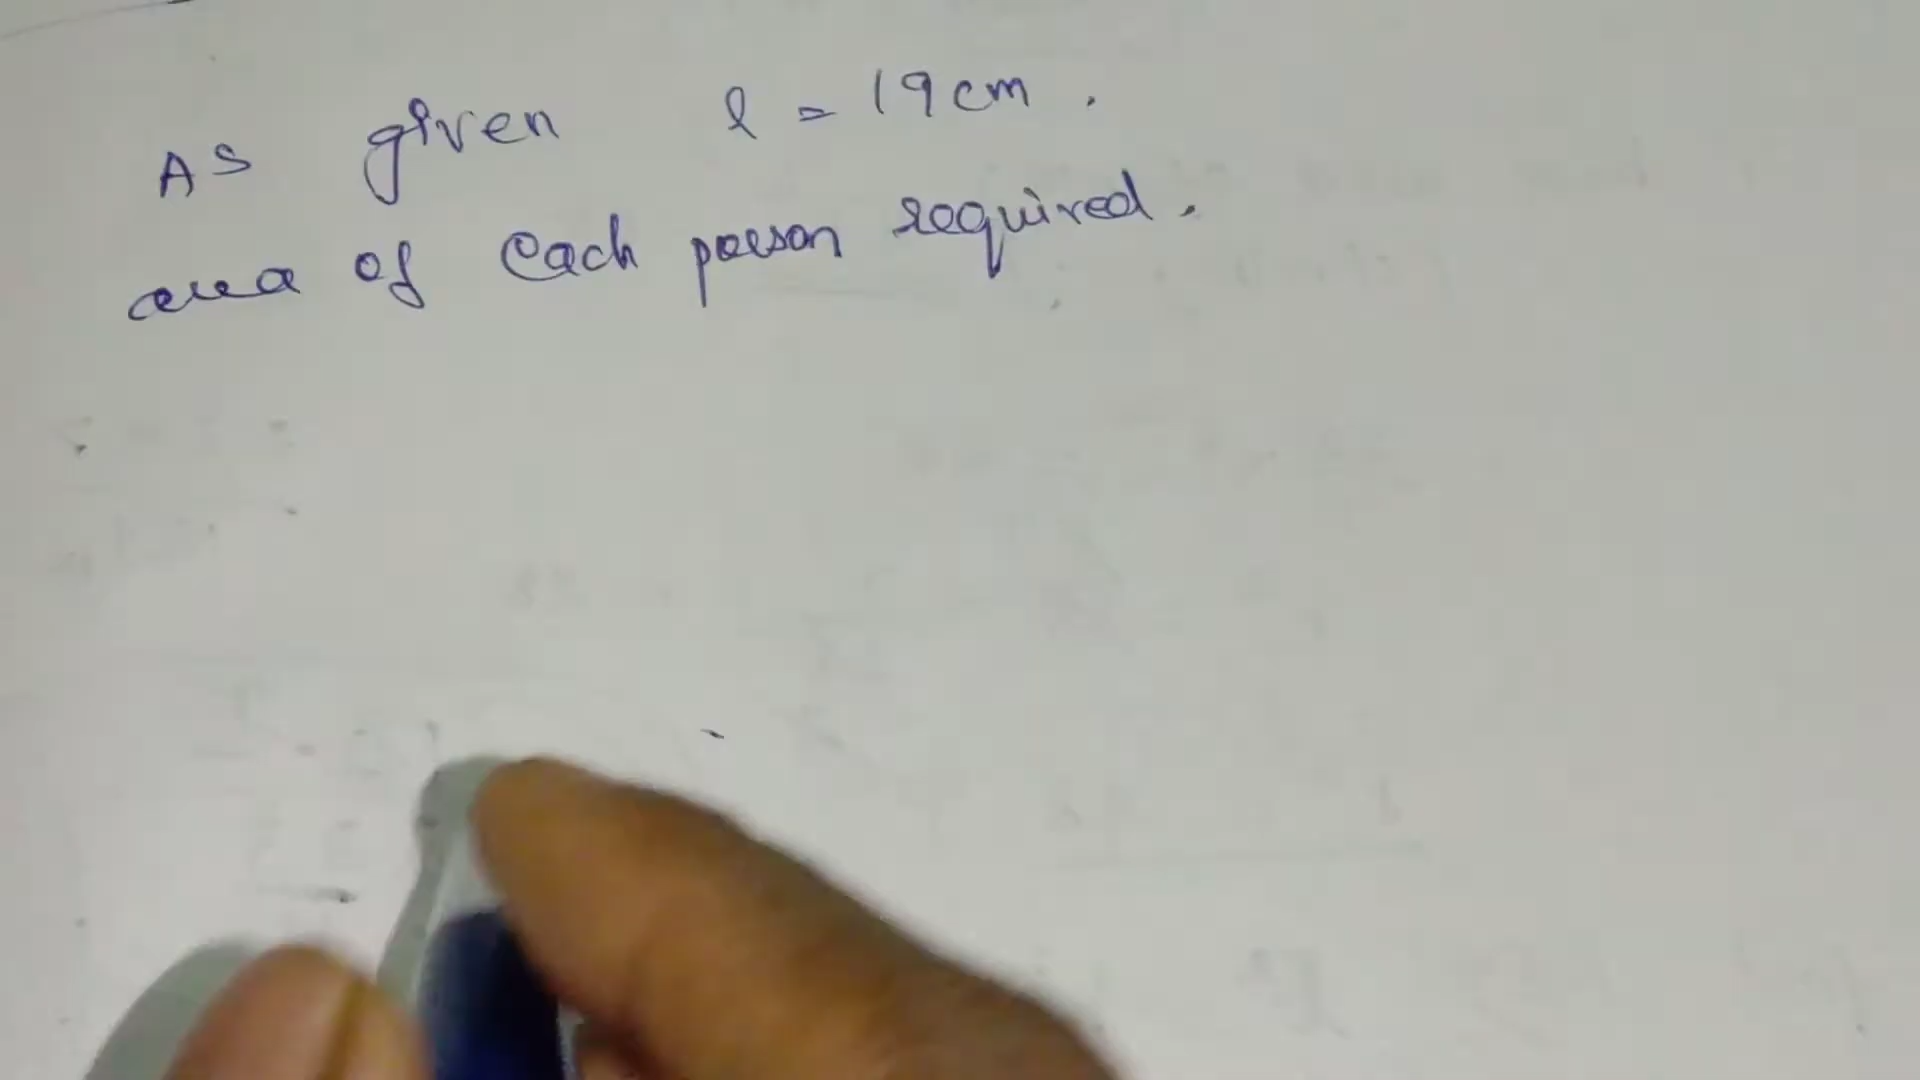 As given l = 19cm.
area of each person required.